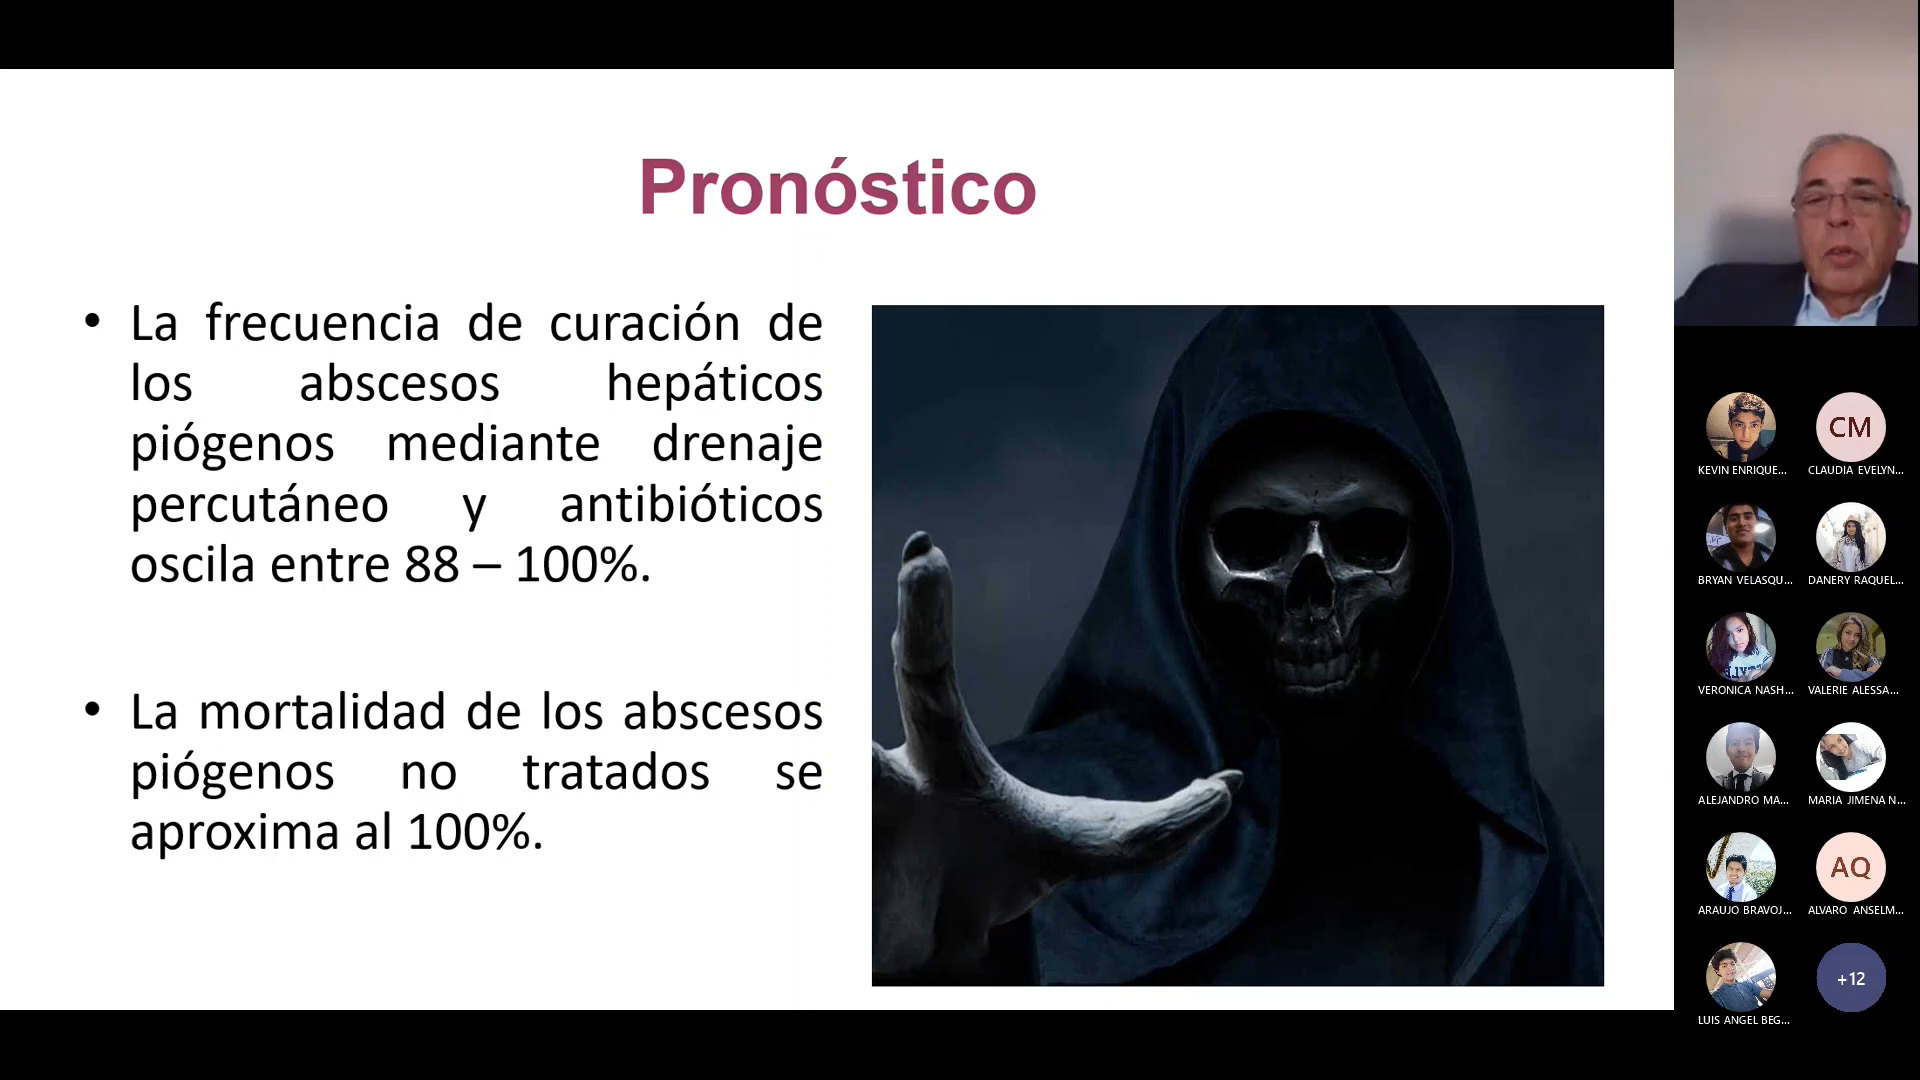 Pronóstico
• La frecuencia de curación de
los abscesos hepáticos
piógenos mediante drenaje
percutáneo y antibióticos
oscila entre 88 – 100%.
• La mortalidad de los abscesos
piógenos no tratados se
aproxima al 100%.
CM
KEVIN ENRIQUE...
CLAUDIA EVELYN...
BRYAN VELASQU...
DANERY RAQUEL...
VERONICA NASH...
VALERIE ALESSA...
ALEJANDRO MA...
MARIA JIMENA N...
AQ
ARAUJO BRAVOJ...
ALVARO ANSELM...
+12
LUIS ANGEL BEG...